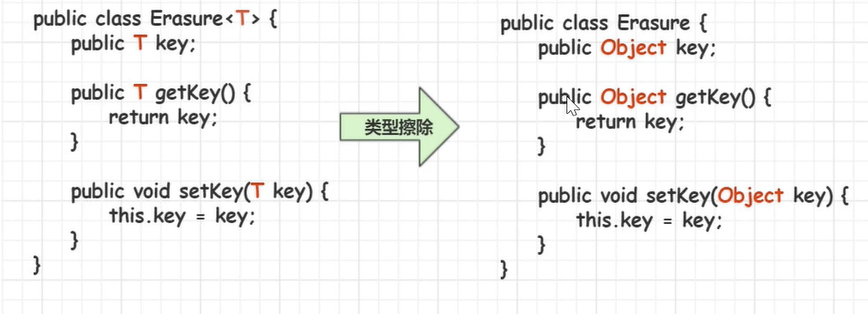 public class Erasure<T> {
public T key;
public T getKey() {
return key;
}
public void setKey(T key) {
this.key = key;
}
}
类型擦除
public class Erasure {
public Object key;
public Object getKey() {
return key;
}
public void setKey(Object key) {
this.key = key;
}
}